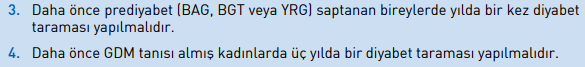 3. Daha önce prediyabet (BAG, BGT veya YRG) saptanan bireylerde yılda bir kez diyabet
taraması yapılmalıdır.
4. Daha önce GDM tanısı almış kadınlarda üç yılda bir diyabet taraması yapılmalıdır.